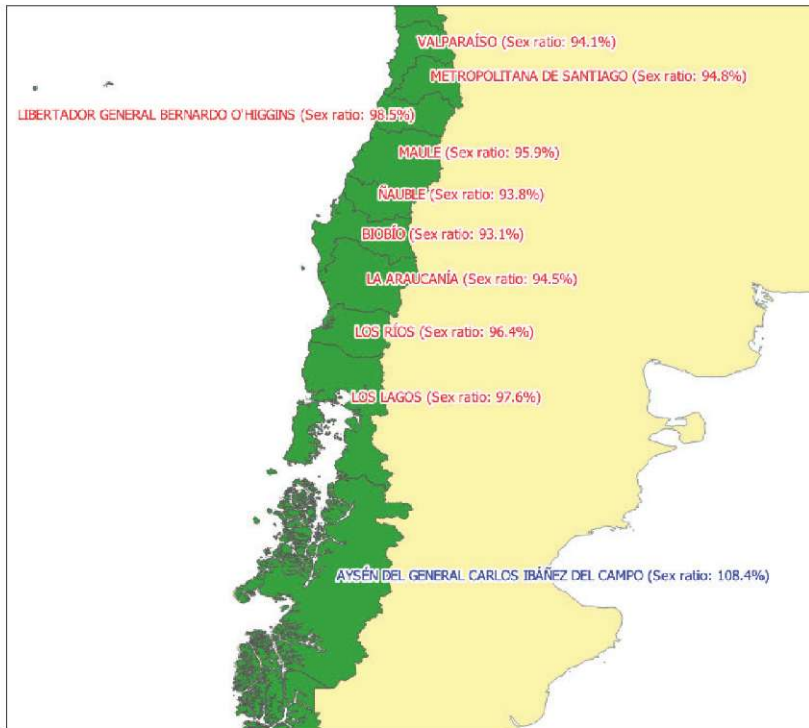 VALPARAÍSO (Sex ratio: 94.1%)
METROPOLITANA DE SANTIAGO (Sex ratio: 94.8%)
LIBERTADOR GENERAL BERNARDO O'HIGGINS (Sex ratio: 98.5%)
MAULE (Sex ratio: 95.9%)
ÑAUBLE (Sex ratio: 93.8%)
BIOBÍO (Sex ratio: 93.1%)
LA ARAUCANÍA (Sex ratio: 94.5%)
LOS RÍOS (Sex ratio: 96.4%)
LOS LAGOS (Sex ratio: 97.6%)
AYSÉN DEL GENERAL CARLOS IBÁÑEZ DEL CAMPO (Sex ratio: 108.4%)